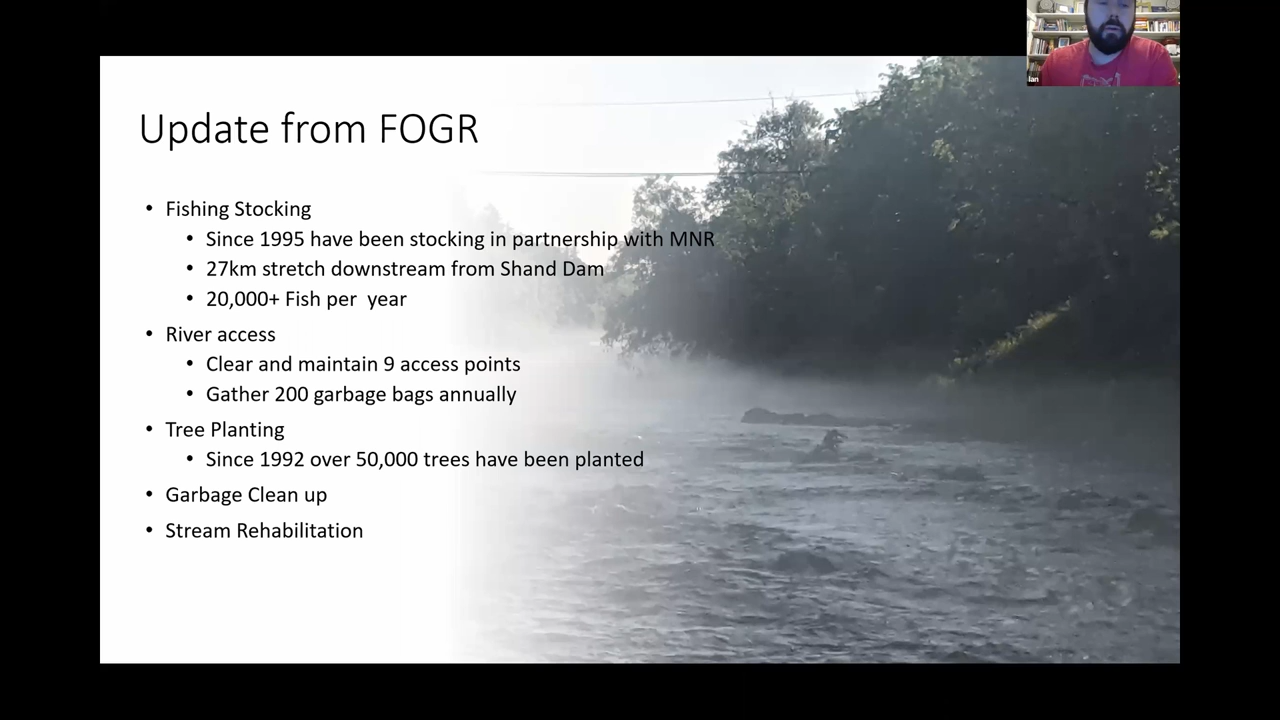 Update from FOGR
• Fishing Stocking
• Since 1995 have been stocking in partnership with MNR
• 27km stretch downstream from Shand Dam
• 20,000+ Fish per  year
• River access
• Clear and maintain 9 access points
• Gather 200 garbage bags annually
• Tree Planting
• Since 1992 over 50,000 trees have been planted
• Garbage Clean up
• Stream Rehabilitation
Ian